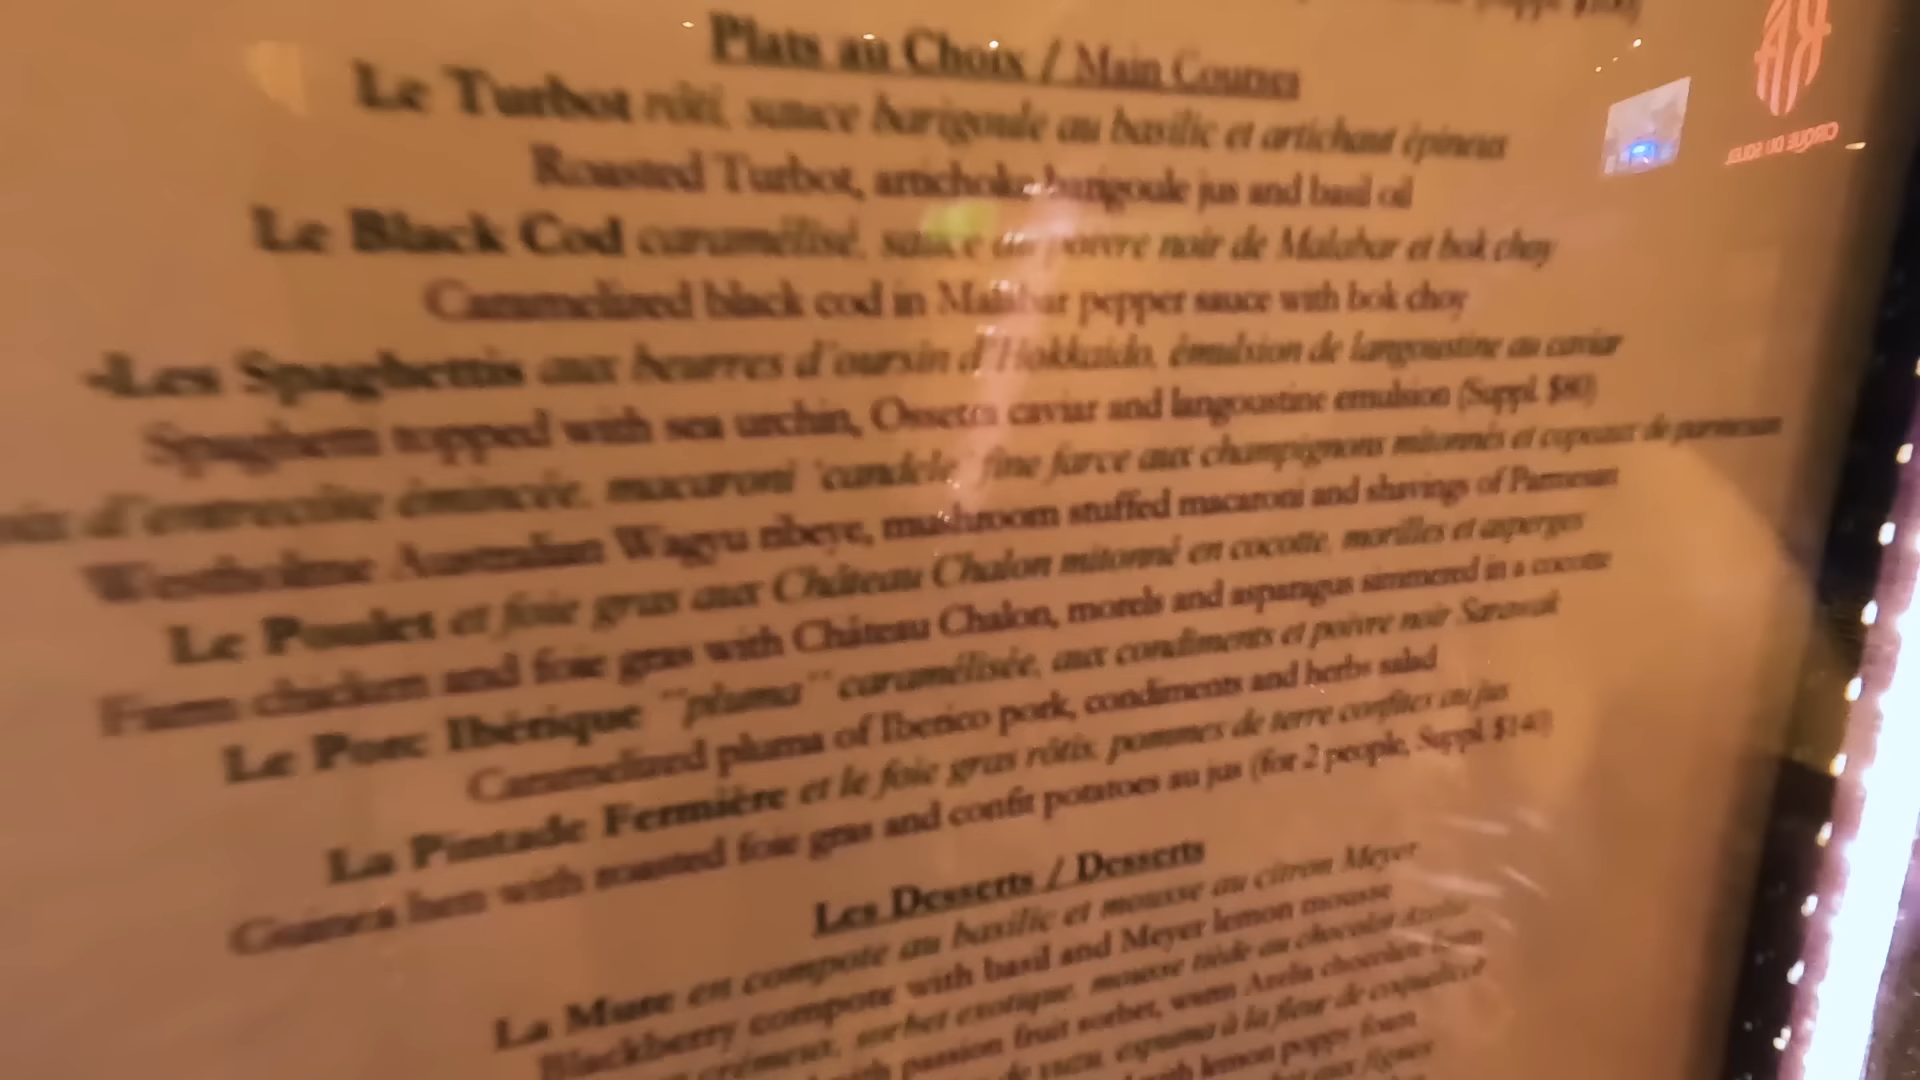 Plats au Choix / Main Courses
Le Turbot rôti, sauce barigoule au basilic et artichaut épineux
Roasted Turbot, artichoke barigoule jus and basil oil
Le Black Cod caramélisé, sauce au poivre noir de Malabar et bok choy
Caramelized black cod in Malabar pepper sauce with bok choy
Les Spaghettis aux beurres d'oursin d'Hokkaido, émulsion de langoustine au caviar
Spaghetti topped with sea urchin, Ossetra caviar and langoustine emulsion (Suppl. $80)
d'entrecôte émincée, macaroni "candele" fine farce aux champignons mitonnés et copeaux de parmesan
Westholme Australian Wagyu ribeye, mushroom stuffed macaroni and shavings of Parmesan
Le Poulet et foie gras aux Château Chalon mitonné en cocotte, morilles et asperges
Farm chicken and foie gras with Château Chalon, morels and asparagus simmered in a cocotte
Le Porc Ibérique "pluma" caramélisée, aux condiments et poivre noir Sarawak
Caramelized pluma of Iberico pork, condiments and herbs salad
La Pintade Fermière et le foie gras rôtis, pommes de terre confites au jus
Guinea hen with roasted foie gras and confit potatoes au jus (for 2 people, Suppl. $140)
Les Desserts / Desserts
La Mure en compote au basilic et mousse au citron Meyer
Blackberry compote with basil and Meyer lemon mousse
crémeux, sorbet exotique, mousse tiède au chocolat
with passion fruit sorbet, warm chocolate foam
de yuzu, espuma à la fleur de coquelicot
with lemon poppy foam
CIRQUE DU SOLEIL